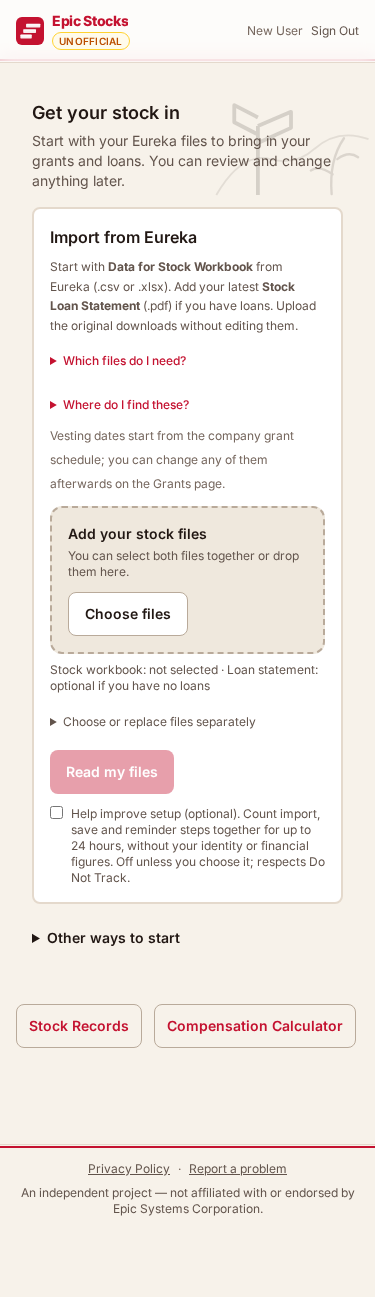 Epic Stocks
UNOFFICIAL
New User
Sign Out
Get your stock in
Start with your Eureka files to bring in your
grants and loans. You can review and change
anything later.
Import from Eureka
Start with Data for Stock Workbook from
Eureka (.csv or .xlsx). Add your latest Stock
Loan Statement (.pdf) if you have loans. Upload
the original downloads without editing them.
Which files do I need?
Where do I find these?
Vesting dates start from the company grant
schedule; you can change any of them
afterwards on the Grants page.
Add your stock files
You can select both files together or drop
them here.
Choose files
Stock workbook: not selected · Loan statement:
optional if you have no loans
Choose or replace files separately
Read my files
Help improve setup (optional). Count import,
save and reminder steps together for up to
24 hours, without your identity or financial
figures. Off unless you choose it; respects Do
Not Track.
Other ways to start
Stock Records
Compensation Calculator
Privacy Policy · Report a problem
An independent project — not affiliated with or endorsed by
Epic Systems Corporation.